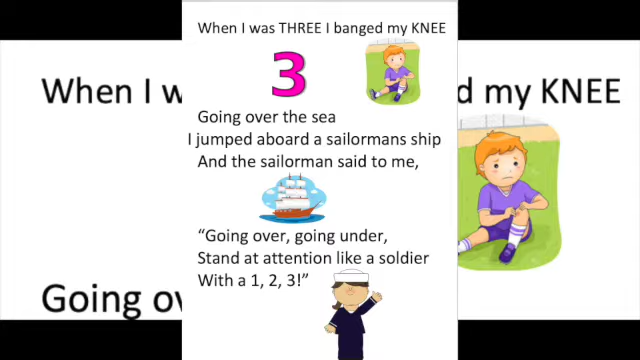 When I was THREE I banged my KNEE
3
Going over the sea
I jumped aboard a sailormans ship
And the sailorman said to me,
“Going over, going under,
Stand at attention like a soldier
With a 1, 2, 3!”
When I w
d my KNEE
Going ov